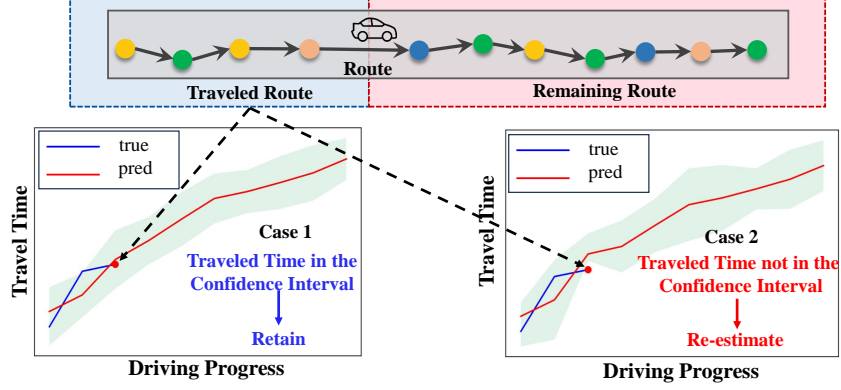 Route
Traveled Route
Remaining Route
true
pred
Travel Time
Case 1
Traveled Time in the
Confidence Interval
Retain
Driving Progress
true
pred
Travel Time
Case 2
Traveled Time not in the
Confidence Interval
Re-estimate
Driving Progress